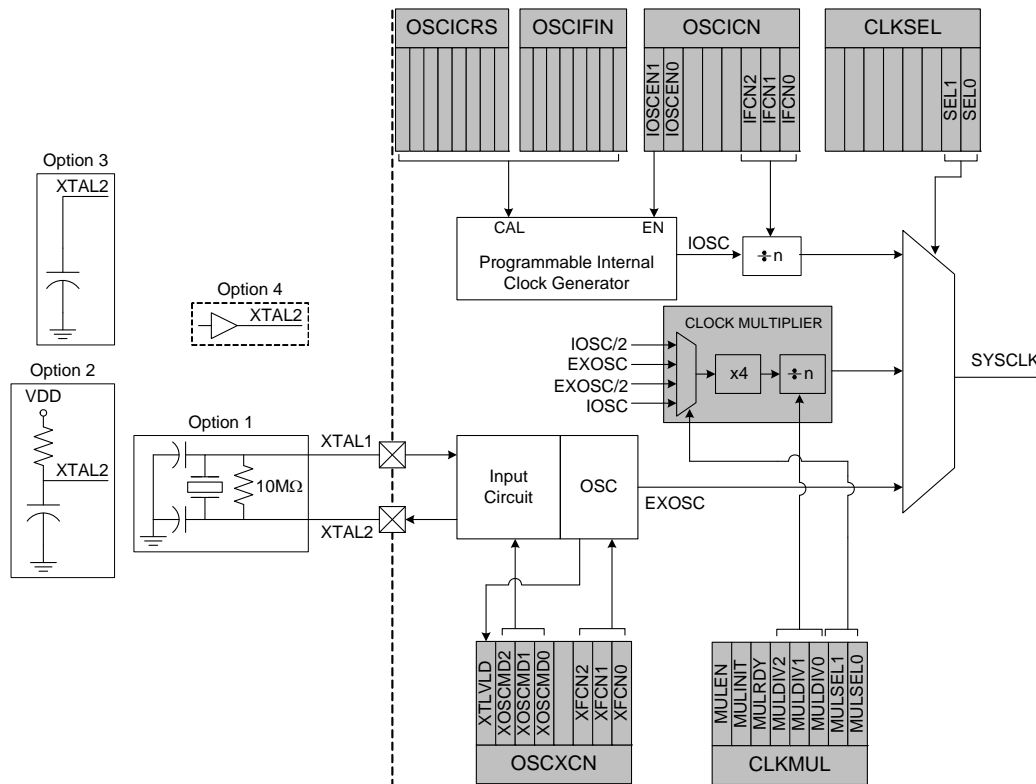 OSCICRS
OSCIFIN
OSCICN
CLKSEL
IOSCEN1
IOSCEN0
IFCN2
IFCN1
IFCN0
SEL1
SEL0
Option 3
XTAL2
CAL
EN
Programmable Internal
Clock Generator
IOSC
÷ n
Option 4
XTAL2
CLOCK MULTIPLIER
IOSC/2
EXOSC
EXOSC/2
IOSC
x4
÷ n
SYSCLK
Option 2
VDD
XTAL2
Option 1
10MΩ
XTAL1
XTAL2
Input
Circuit
OSC
EXOSC
XTLVLD
XOSCMD2
XOSCMD1
XOSCMD0
XFCN2
XFCN1
XFCN0
OSCXCN
MULEN
MULINIT
MULRDY
MULDIV2
MULDIV1
MULDIV0
MULSEL1
MULSEL0
CLKMUL